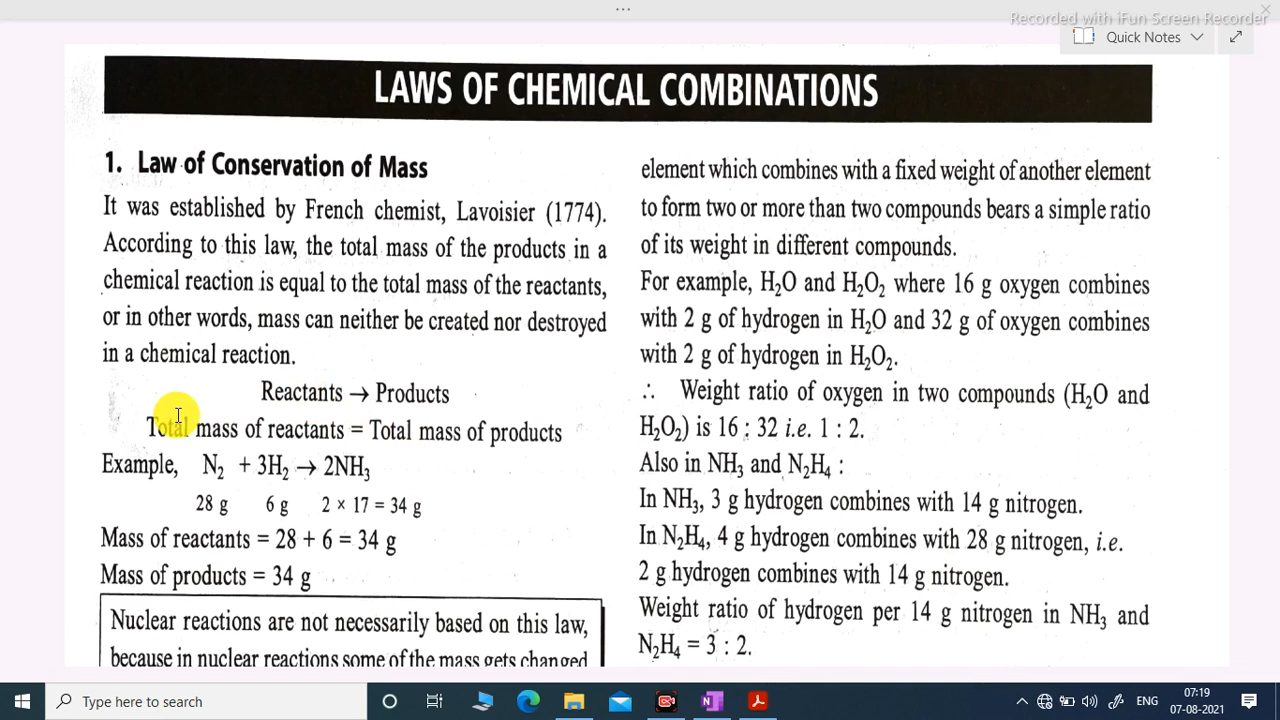 ...
Recorded with iFun Screen Recorder
Quick Notes
LAWS OF CHEMICAL COMBINATIONS
1. Law of Conservation of Mass
It was established by French chemist, Lavoisier (1774).
According to this law, the total mass of the products in a
chemical reaction is equal to the total mass of the reactants,
or in other words, mass can neither be created nor destroyed
in a chemical reaction.
Reactants → Products
Total mass of reactants = Total mass of products
Example, N₂ + 3H₂ → 2NH₃
28 g 6 g 2 × 17 = 34 g
Mass of reactants = 28 + 6 = 34 g
Mass of products = 34 g
Nuclear reactions are not necessarily based on this law,
because in nuclear reactions some of the mass gets changed
element which combines with a fixed weight of another element
to form two or more than two compounds bears a simple ratio
of its weight in different compounds.
For example, H₂O and H₂O₂ where 16 g oxygen combines
with 2 g of hydrogen in H₂O and 32 g of oxygen combines
with 2 g of hydrogen in H₂O₂.
∴ Weight ratio of oxygen in two compounds (H₂O and
H₂O₂) is 16 : 32 i.e. 1 : 2.
Also in NH₃ and N₂H₄ :
In NH₃, 3 g hydrogen combines with 14 g nitrogen.
In N₂H₄, 4 g hydrogen combines with 28 g nitrogen, i.e.
2 g hydrogen combines with 14 g nitrogen.
Weight ratio of hydrogen per 14 g nitrogen in NH₃ and
N₂H₄ = 3 : 2.
Type here to search
ENG
07:19
07-08-2021